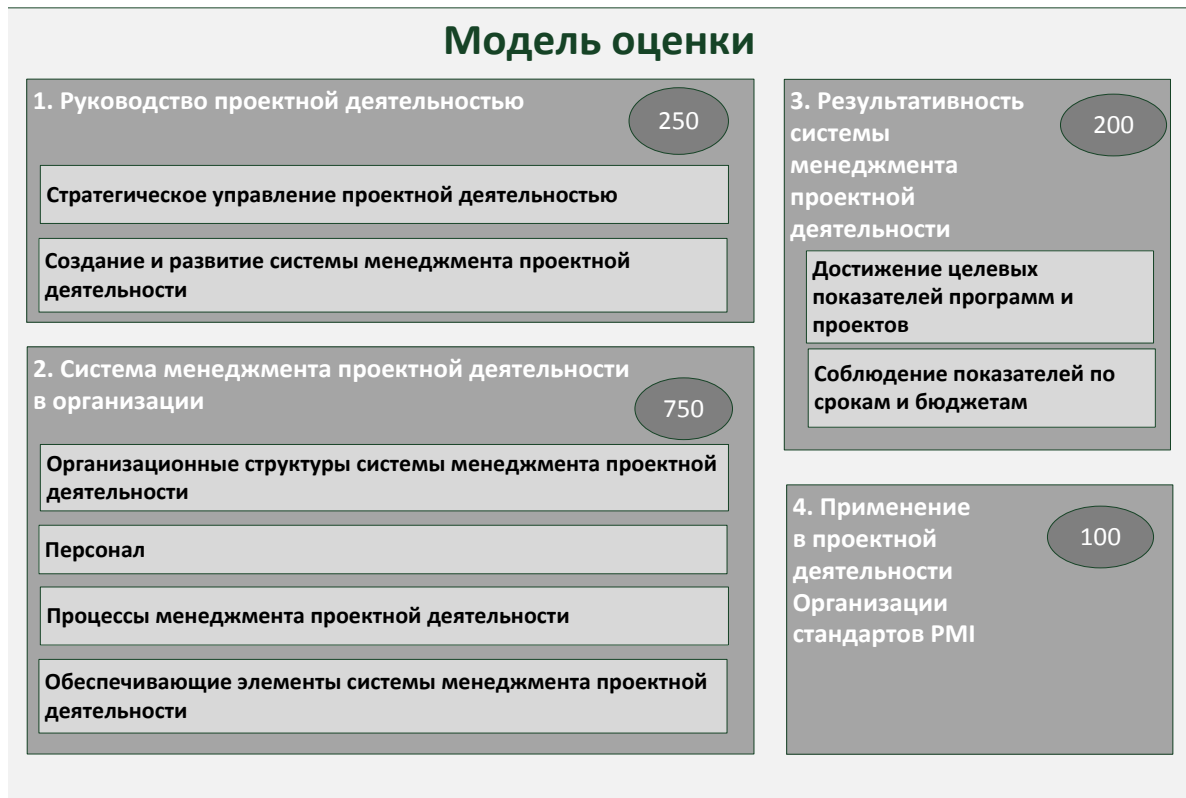 Модель оценки
1. Руководство проектной деятельностью
250
Стратегическое управление проектной деятельностью
Создание и развитие системы менеджмента проектной
деятельности
2. Система менеджмента проектной деятельности
в организации
750
Организационные структуры системы менеджмента проектной
деятельности
Персонал
Процессы менеджмента проектной деятельности
Обеспечивающие элементы системы менеджмента проектной
деятельности
3. Результативность
системы
менеджмента
проектной
деятельности
200
Достижение целевых
показателей программ и
проектов
Соблюдение показателей по
срокам и бюджетам
4. Применение
в проектной
деятельности
Организации
стандартов PMI
100